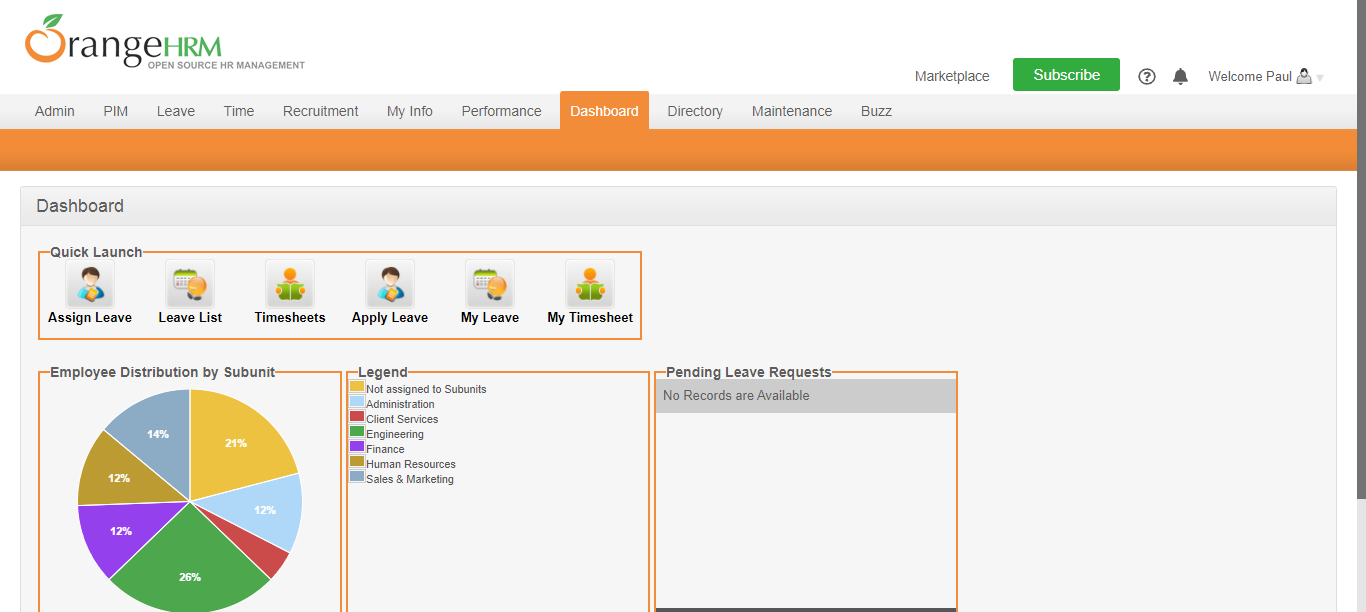 OrangeHRM
OPEN SOURCE HR MANAGEMENT
Marketplace Subscribe ? Welcome Paul
Admin PIM Leave Time Recruitment My Info Performance Dashboard Directory Maintenance Buzz
Dashboard
Quick Launch
Assign Leave Leave List Timesheets Apply Leave My Leave My Timesheet
Employee Distribution by Subunit
21%
12%
26%
12%
12%
14%
Legend
Not assigned to Subunits
Administration
Client Services
Engineering
Finance
Human Resources
Sales & Marketing
Pending Leave Requests
No Records are Available